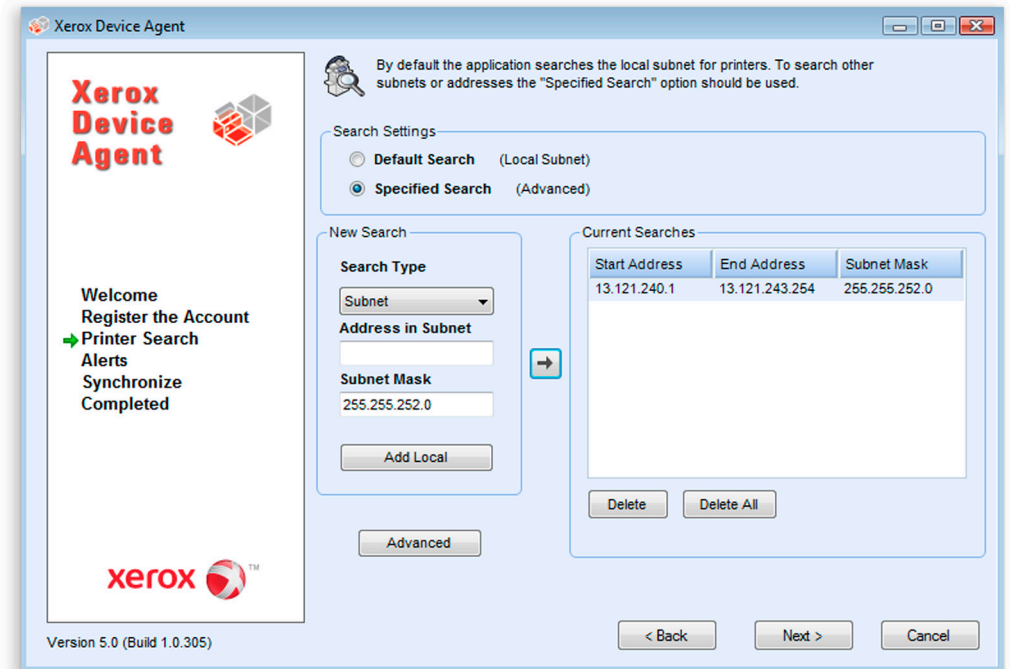 Xerox Device Agent
Xerox
Device
Agent
Welcome
Register the Account
Printer Search
Alerts
Synchronize
Completed
xerox TM
Version 5.0 (Build 1.0.305)
By default the application searches the local subnet for printers. To search other
subnets or addresses the "Specified Search" option should be used.
Search Settings
Default Search (Local Subnet)
Specified Search (Advanced)
New Search
Search Type
Subnet
Address in Subnet
Subnet Mask
255.255.252.0
Add Local
Advanced
Current Searches
Start Address End Address Subnet Mask
13.121.240.1 13.121.243.254 255.255.252.0
Delete Delete All
< Back Next > Cancel